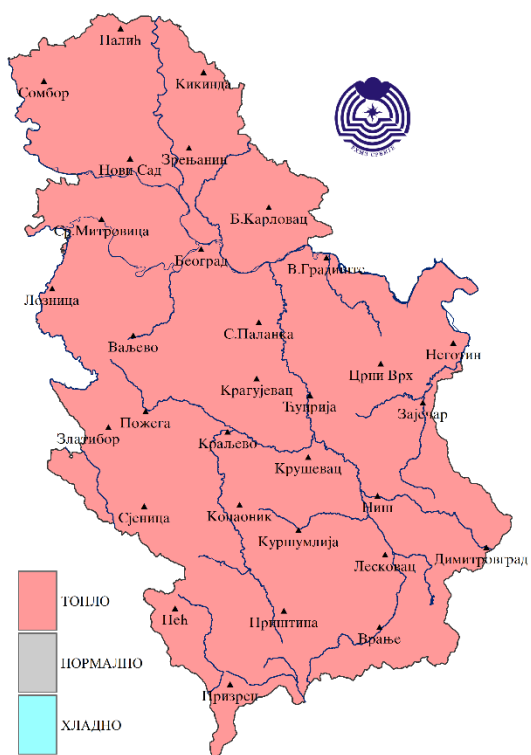 Палић
Кикинда
Сомбор
Зрењанин
Нови Сад
Б.Карловац
Ср.Митровица
Београд
В.Градиште
Лозница
С.Паланка
Ваљево
Неготин
Црни Врх
Крагујевац
Ћуприја
Зајечар
Пожега
Златибор
Краљево
Крушевац
Ниш
Сјеница
Копаоник
Куршумлија
Лесковац
Димитровград
ТОПЛО
Пећ
Приштина
Врање
НОРМАЛНО
Призрен
ХЛАДНО